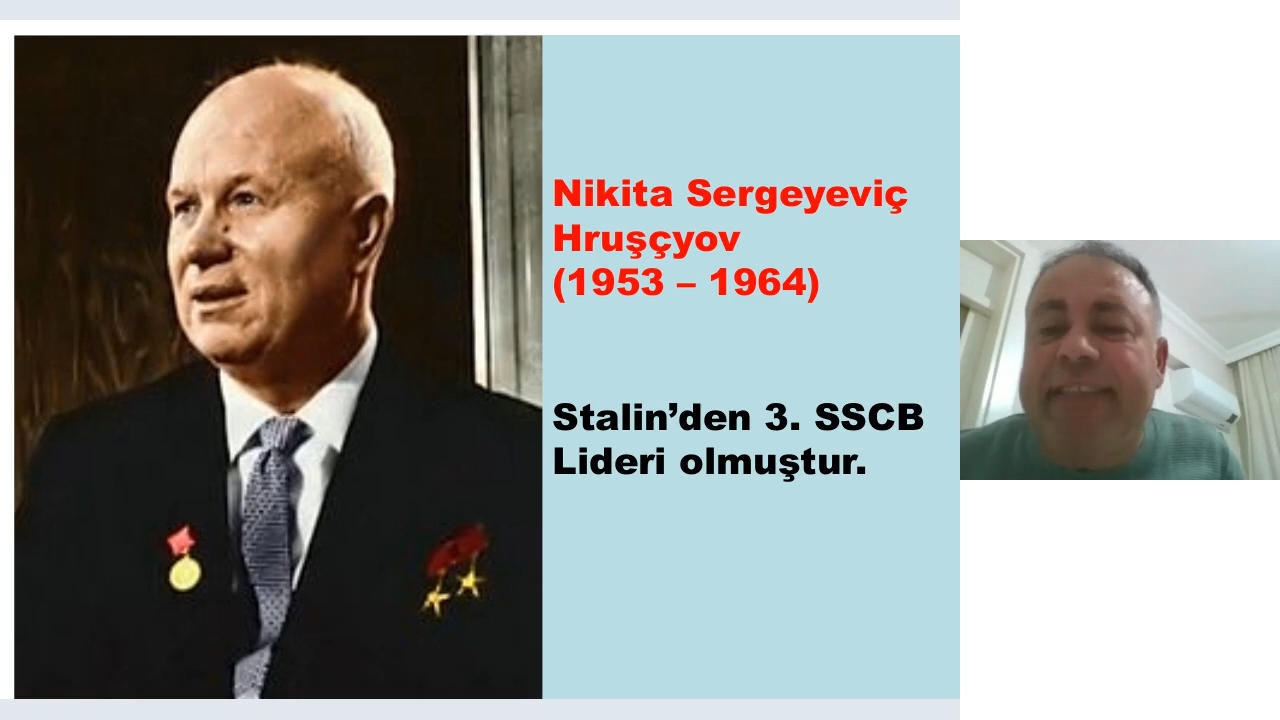 Nikita Sergeyeviç
Hruşçyov
(1953 – 1964)
Stalin’den 3. SSCB
Lideri olmuştur.